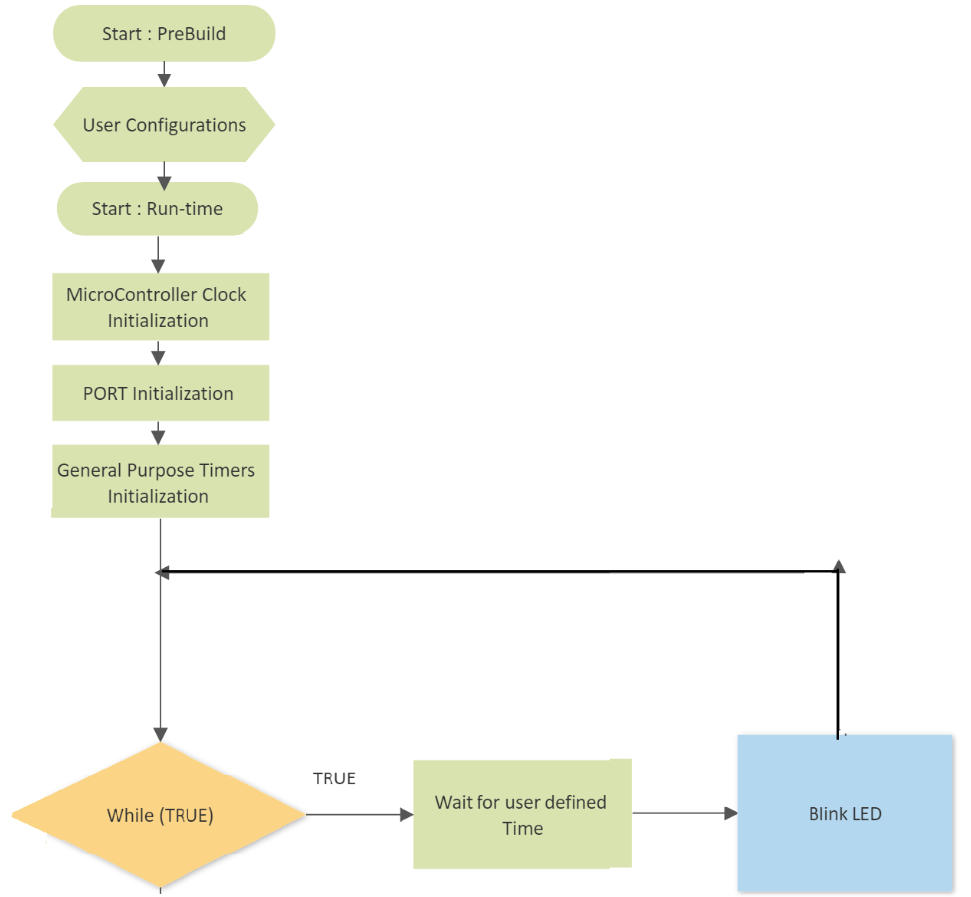 Start : PreBuild
User Configurations
Start : Run-time
MicroController Clock
Initialization
PORT Initialization
General Purpose Timers
Initialization
While (TRUE)
TRUE
Wait for user defined
Time
Blink LED